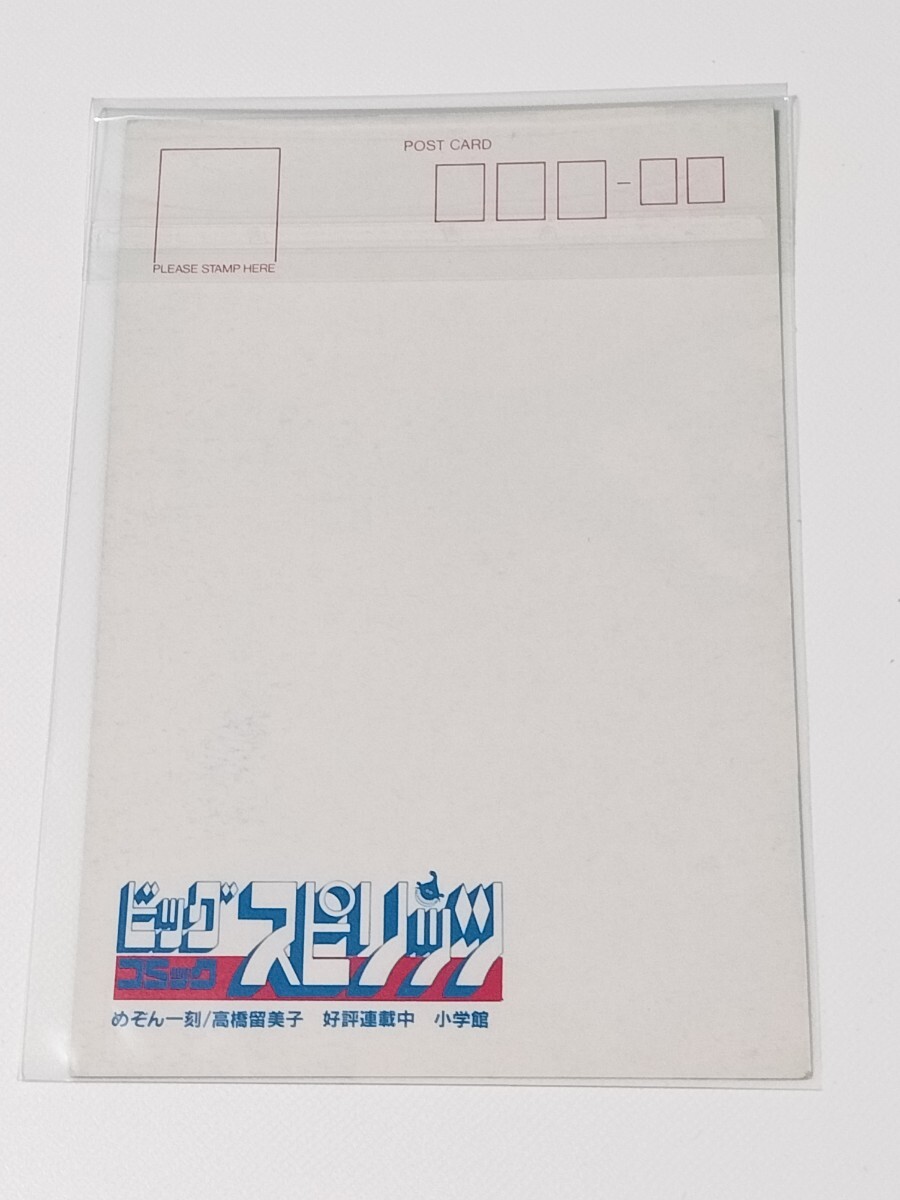 POST CARD
PLEASE STAMP HERE
ビッグ
コミック
スピリッツ
めぞん一刻/高橋留美子 好評連載中 小学館